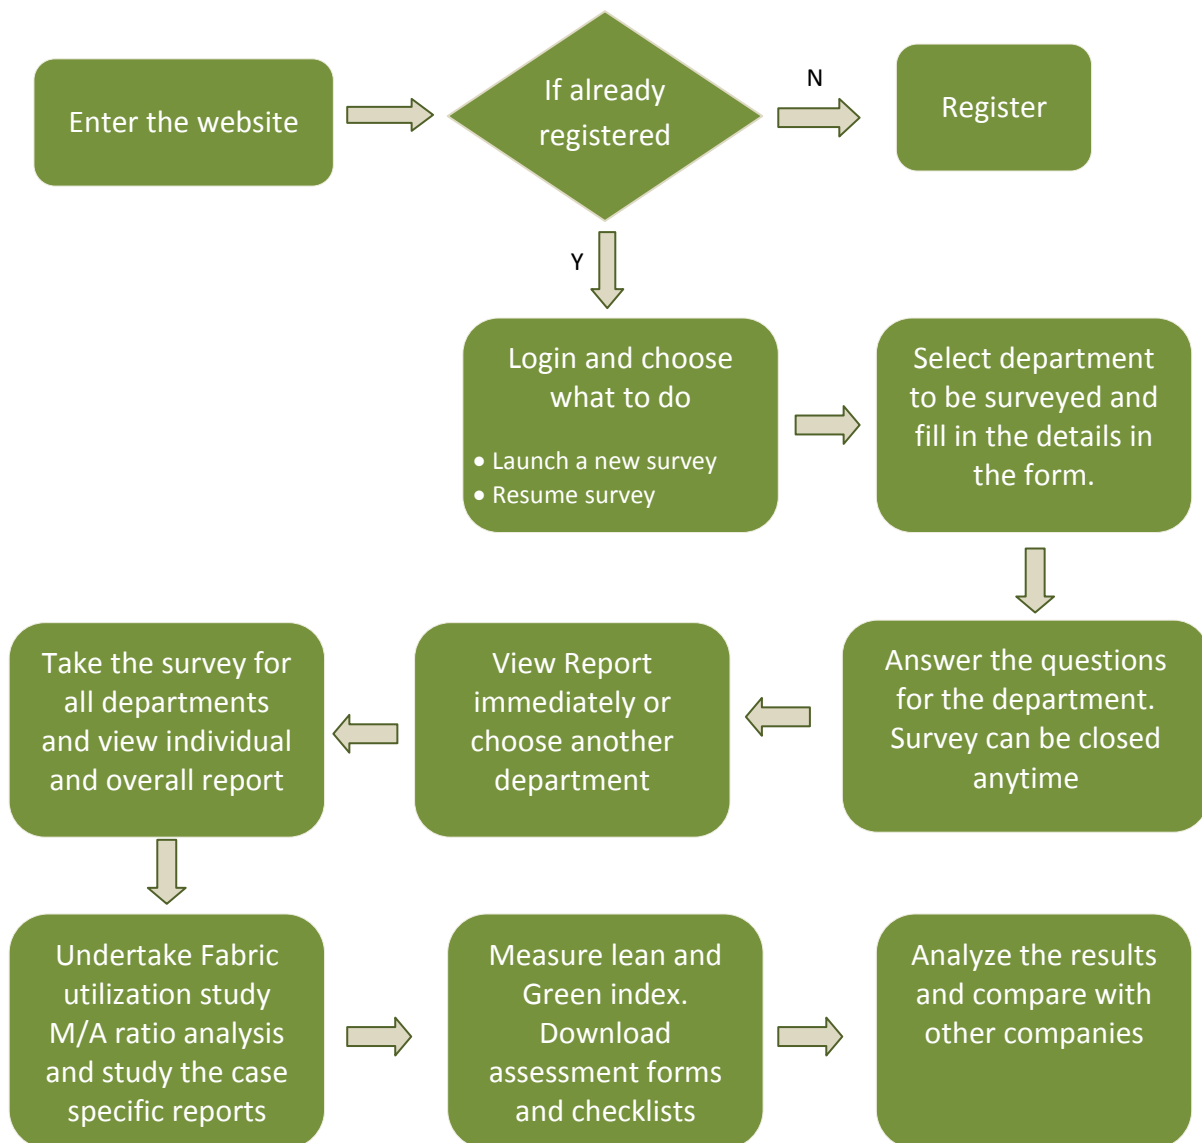 Enter the website
If already
registered
N
Register
Y
Login and choose
what to do
• Launch a new survey
• Resume survey
Select department
to be surveyed and
fill in the details in
the form.
Answer the questions
for the department.
Survey can be closed
anytime
View Report
immediately or
choose another
department
Take the survey for
all departments
and view individual
and overall report
Undertake Fabric
utilization study
M/A ratio analysis
and study the case
specific reports
Measure lean and
Green index.
Download
assessment forms
and checklists
Analyze the results
and compare with
other companies